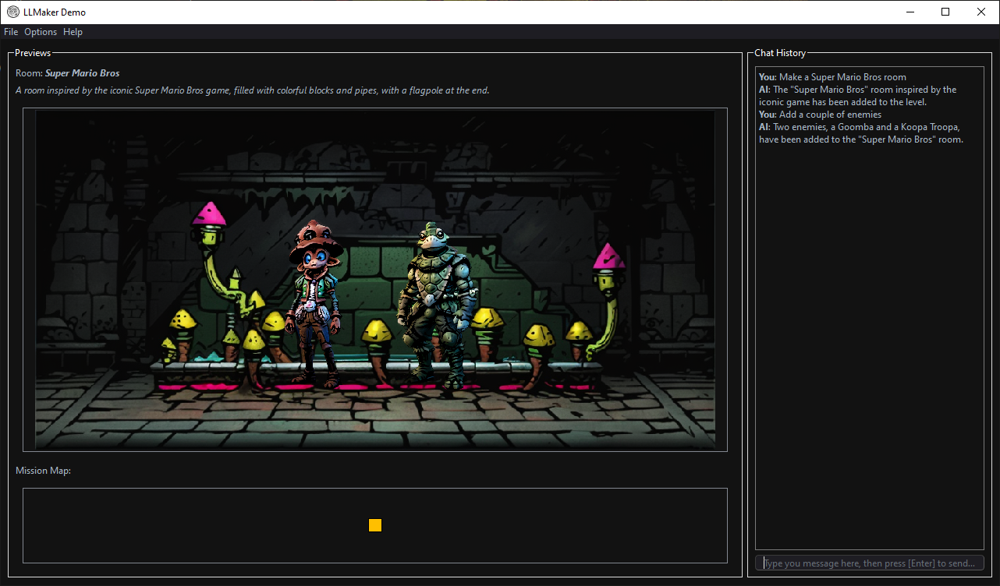 LLMaker Demo
File Options Help
Previews
Room: Super Mario Bros
A room inspired by the iconic Super Mario Bros game, filled with colorful blocks and pipes, with a flagpole at the end.
Mission Map:
Chat History
You: Make a Super Mario Bros room
AI: The "Super Mario Bros" room inspired by the
iconic game has been added to the level.
You: Add a couple of enemies
AI: Two enemies, a Goomba and a Koopa Troopa,
have been added to the "Super Mario Bros" room.
Type you message here, then press [Enter] to send...